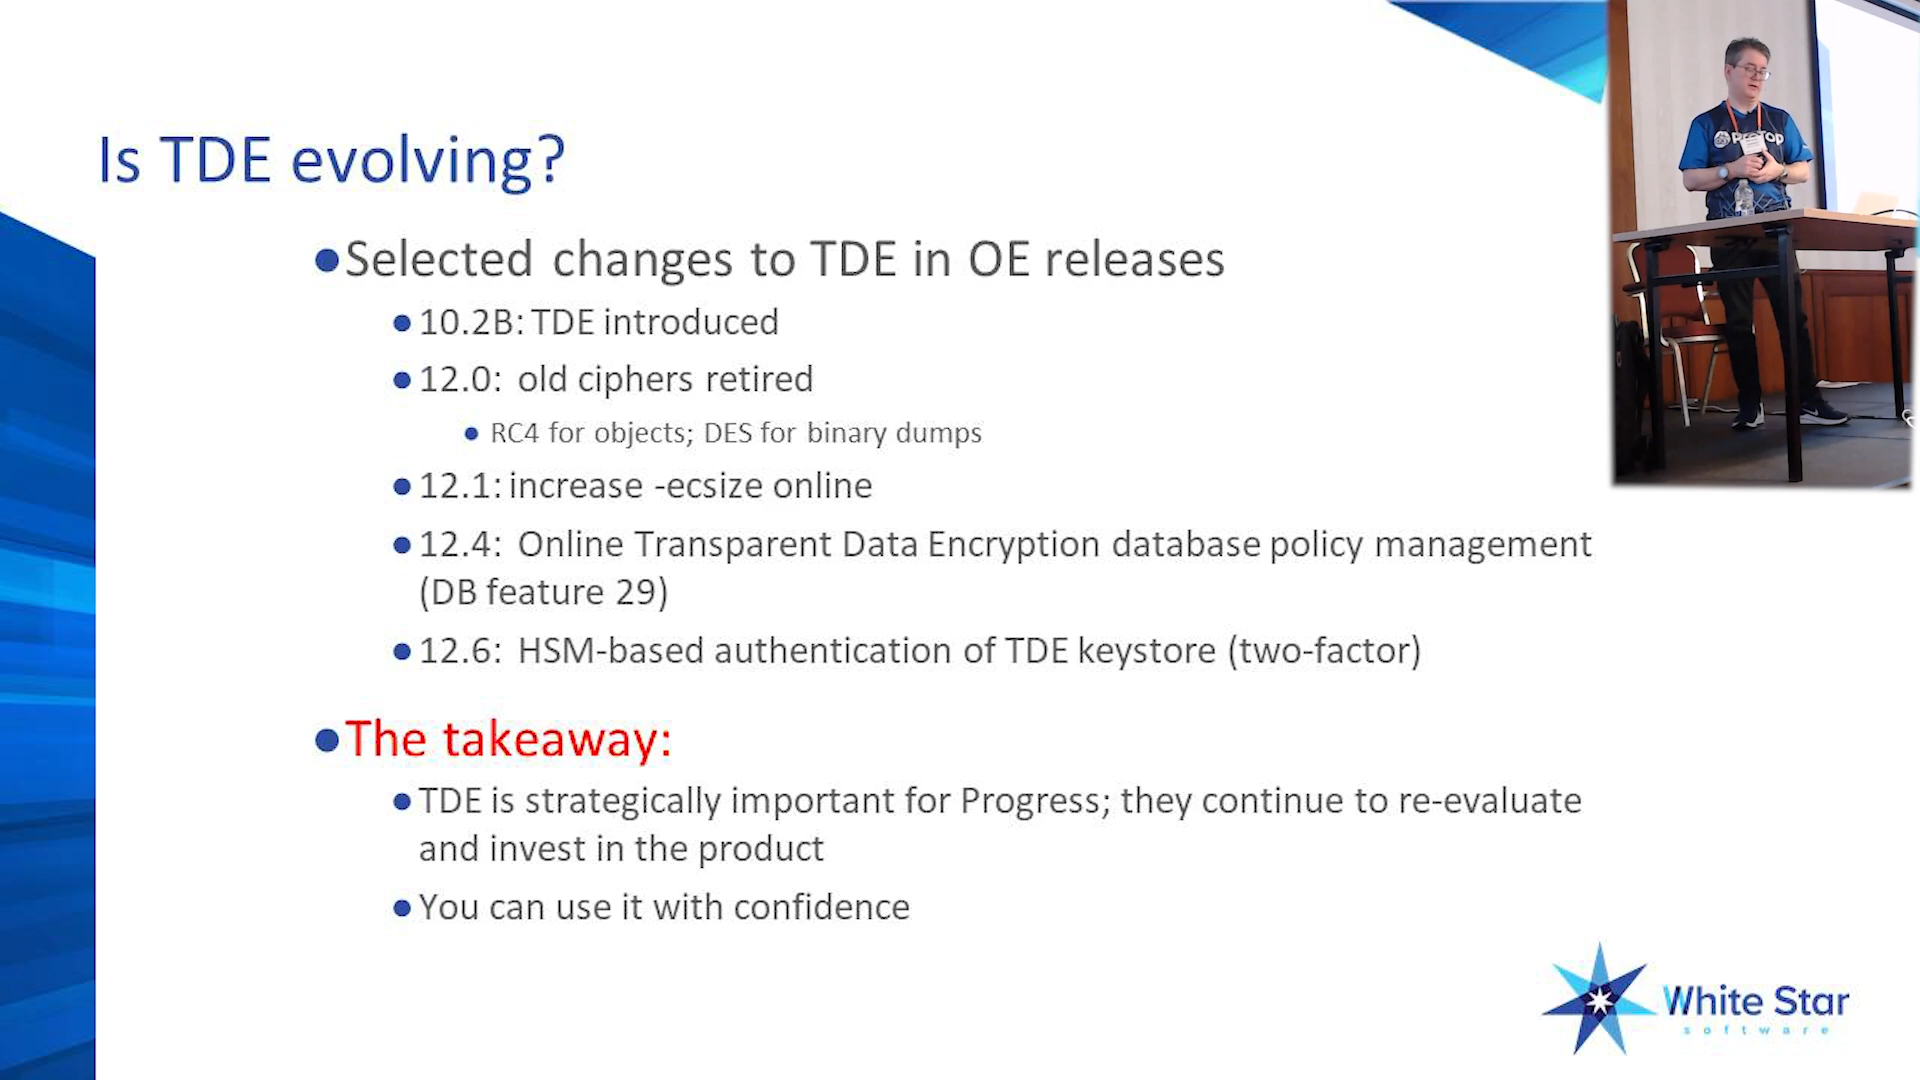 Is TDE evolving?
Selected changes to TDE in OE releases
10.2B: TDE introduced
12.0: old ciphers retired
RC4 for objects; DES for binary dumps
12.1: increase -ecsize online
12.4: Online Transparent Data Encryption database policy management
(DB feature 29)
12.6: HSM-based authentication of TDE keystore (two-factor)
The takeaway:
TDE is strategically important for Progress; they continue to re-evaluate
and invest in the product
You can use it with confidence
ProTop
White Star
software